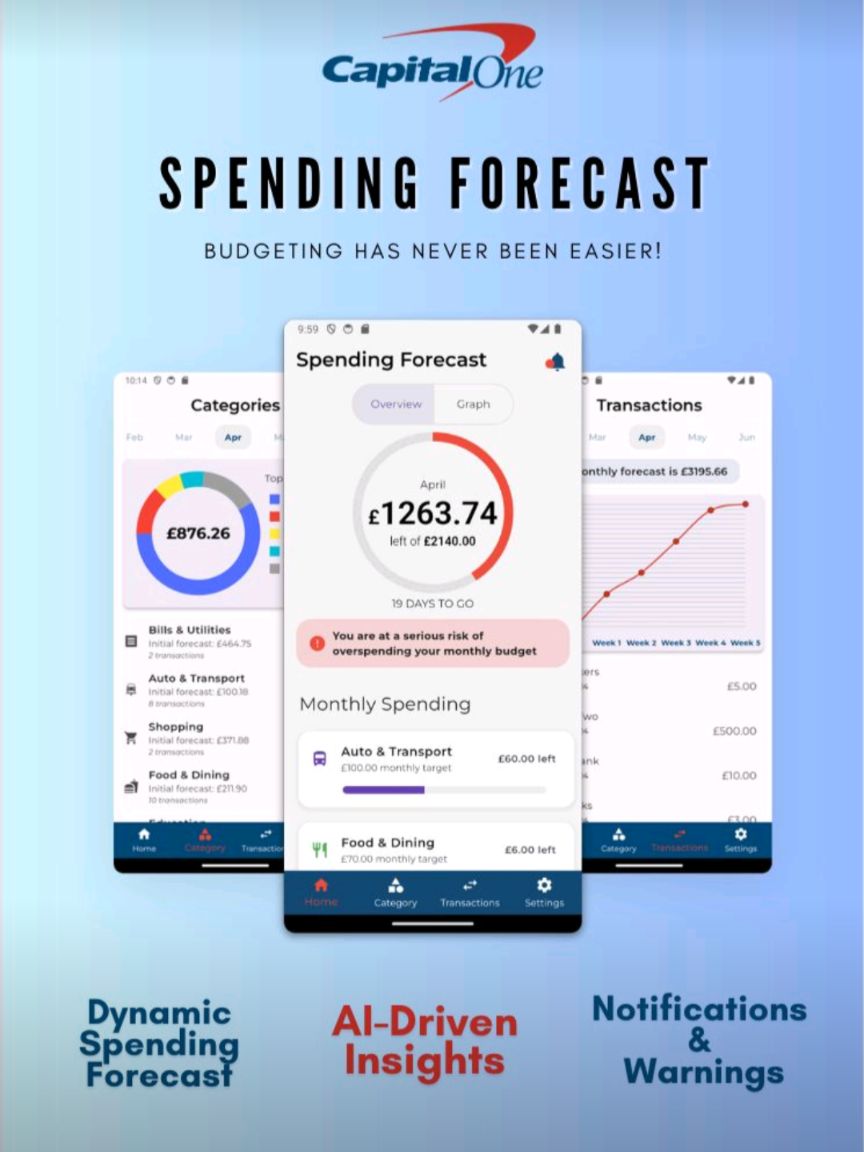 CapitalOne
SPENDING FORECAST
BUDGETING HAS NEVER BEEN EASIER!
10:14
Categories
Feb Mar Apr
Top
£876.26
Bills & Utilities
Initial forecast: £464.75
2 transactions
Auto & Transport
Initial forecast: £100.18
8 transactions
Shopping
Initial forecast: £371.88
2 transactions
Food & Dining
Initial forecast: £211.90
10 transactions
Home Category Transaction
9:59
Spending Forecast
Overview Graph
April
£1263.74
left of £2140.00
19 DAYS TO GO
You are at a serious risk of
overspending your monthly budget
Monthly Spending
Auto & Transport
£100.00 monthly target
£60.00 left
Food & Dining
£70.00 monthly target
£6.00 left
Home Category Transactions Settings
Transactions
Mar Apr May Jun
onthly forecast is £3195.66
Week 1 Week 2 Week 3 Week 4 Week 5
£5.00
£500.00
£10.00
£3.00
Category Transactions Settings
Dynamic
Spending
Forecast
AI-Driven
Insights
Notifications
&
Warnings